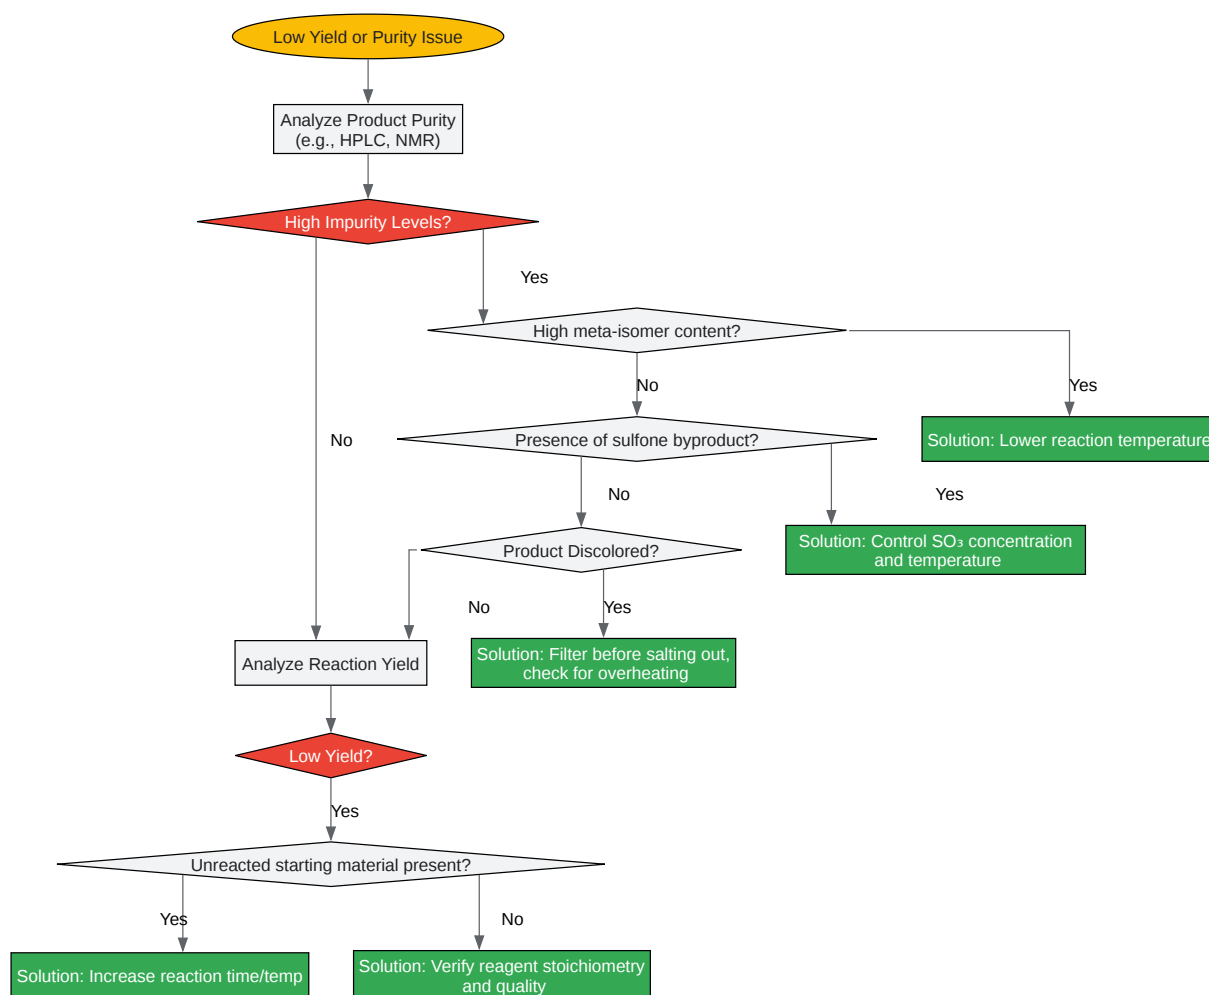 Low Yield or Purity Issue
Analyze Product Purity
(e.g., HPLC, NMR)
High Impurity Levels?
Yes
High meta-isomer content?
No
Yes
No
Presence of sulfone byproduct?
Solution: Lower reaction temperature
No
Yes
Product Discolored?
Solution: Control SO₃ concentration
and temperature
No
Yes
Analyze Reaction Yield
Solution: Filter before salting out,
check for overheating
Low Yield?
Yes
Unreacted starting material present?
Yes
No
Solution: Increase reaction time/temp
Solution: Verify reagent stoichiometry
and quality